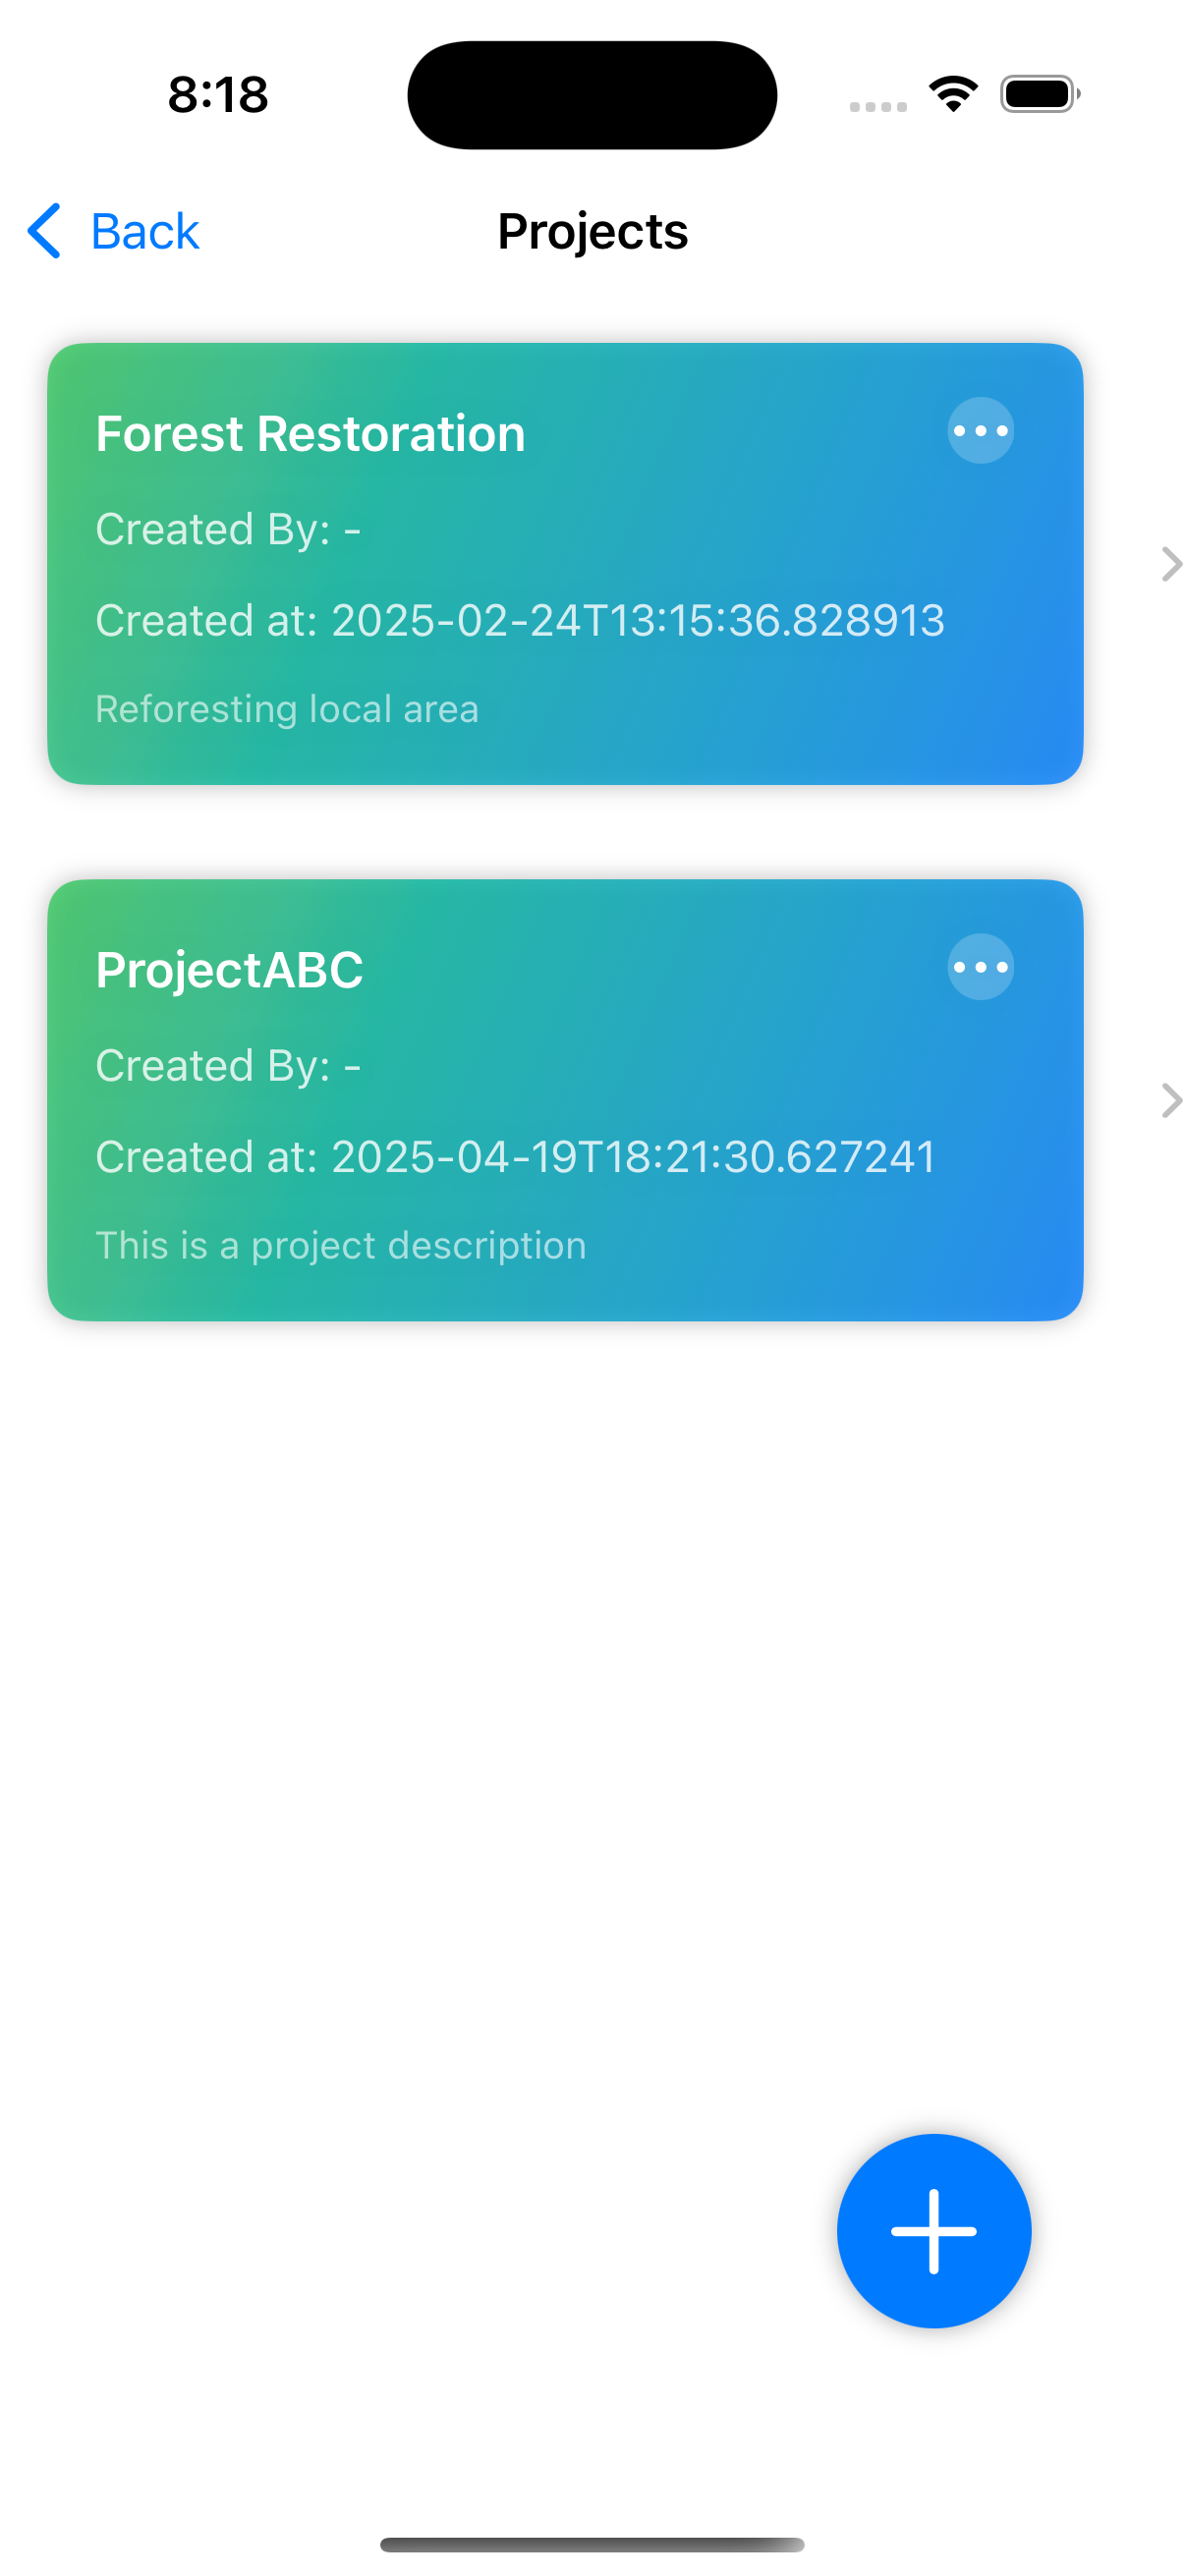 8:18
Back
Projects
Forest Restoration
Created By: -
Created at: 2025-02-24T13:15:36.828913
Reforesting local area
ProjectABC
Created By: -
Created at: 2025-04-19T18:21:30.627241
This is a project description